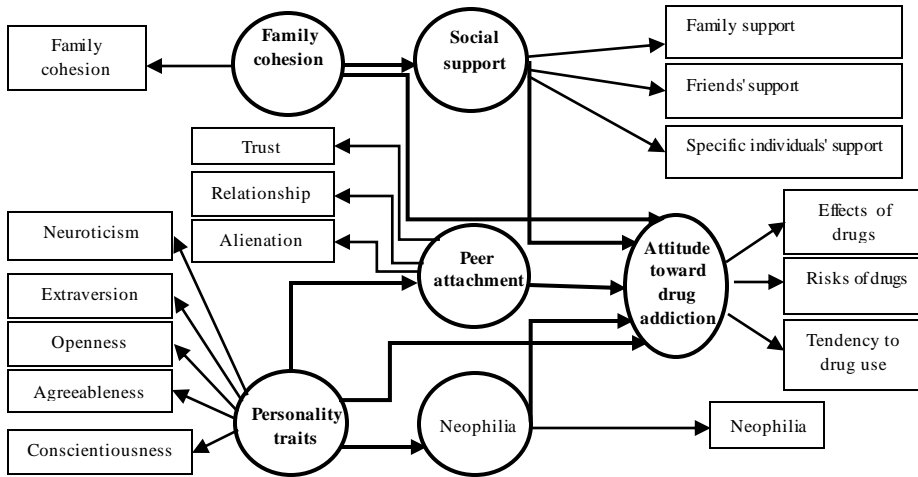 Family
cohesion
Family
cohesion
Social
support
Family support
Friends' support
Specific individuals' support
Trust
Relationship
Alienation
Neuroticism
Extraversion
Openness
Agreeableness
Conscientiousness
Personality
traits
Peer
attachment
Neophilia
Attitude
toward
drug
addiction
Effects of
drugs
Risks of drugs
Tendency to
drug use
Neophilia